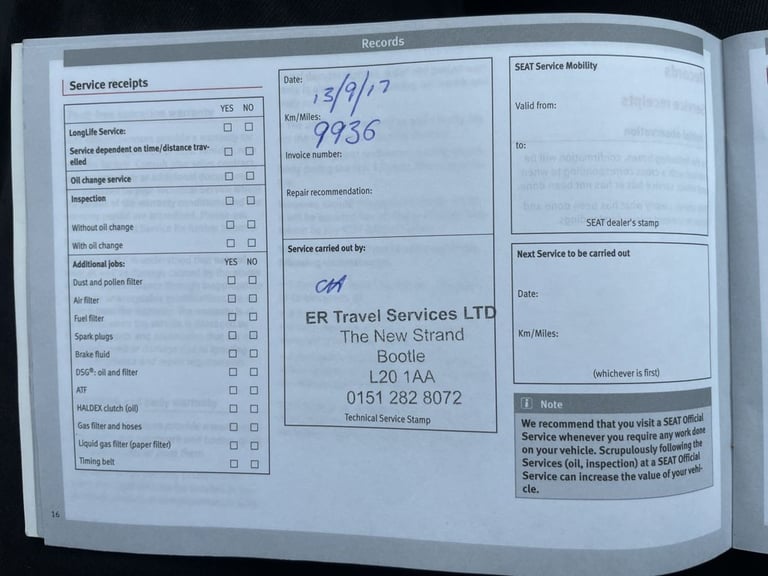 Records
Service receipts
YES NO
LongLife Service:
Service dependent on time/distance trav-
elled
Oil change service
Inspection
Without oil change
With oil change
Additional jobs: YES NO
Dust and pollen filter
Air filter
Fuel filter
Spark plugs
Brake fluid
DSG®: oil and filter
ATF
HALDEX clutch (oil)
Gas filter and hoses
Liquid gas filter (paper filter)
Timing belt
16
Date:
13/9/17
Km/Miles:
9936
Invoice number:
Repair recommendation:
Service carried out by:
ER Travel Services LTD
The New Strand
Bootle
L20 1AA
0151 282 8072
Technical Service Stamp
SEAT Service Mobility
Valid from:
to:
SEAT dealer's stamp
Next Service to be carried out
Date:
Km/Miles:
(whichever is first)
Note
We recommend that you visit a SEAT Official
Service whenever you require any work done
on your vehicle. Scrupulously following the
Services (oil, inspection) at a SEAT Official
Service can increase the value of your vehi-
cle.